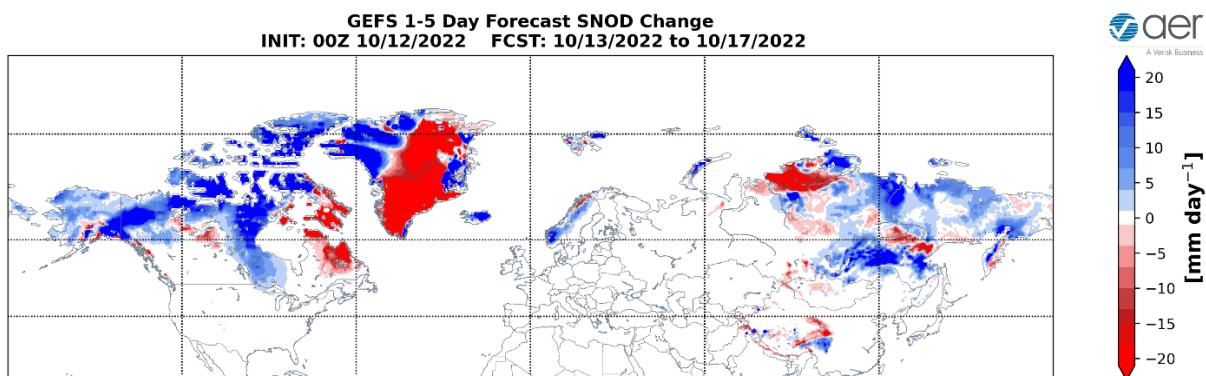 GEFS 1-5 Day Forecast SNOD Change
INIT: 00Z 10/12/2022 FCST: 10/13/2022 to 10/17/2022
aer
A Verisk Business
20
15
10
5
0
−5
−10
−15
−20
[mm day⁻¹]